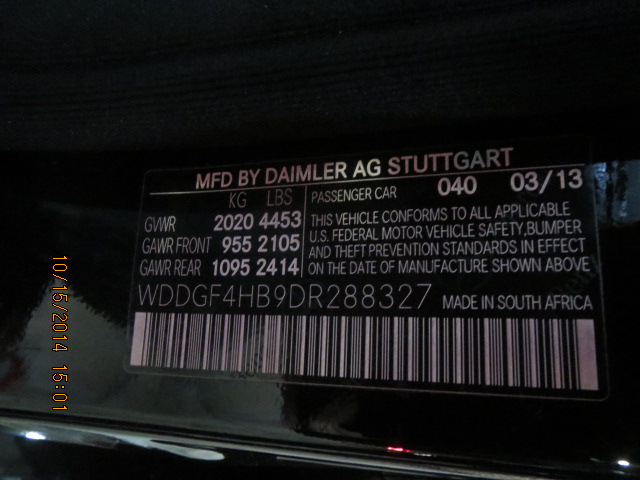 MFD BY DAIMLER AG STUTTGART
KG LBS
GVWR 2020 4453
GAWR FRONT 955 2105
GAWR REAR 1095 2414
PASSENGER CAR 040 03/13
THIS VEHICLE CONFORMS TO ALL APPLICABLE
U.S. FEDERAL MOTOR VEHICLE SAFETY,BUMPER
AND THEFT PREVENTION STANDARDS IN EFFECT
ON THE DATE OF MANUFACTURE SHOWN ABOVE
WDDGF4HB9DR288327 MADE IN SOUTH AFRICA
10/15/2014 15:01